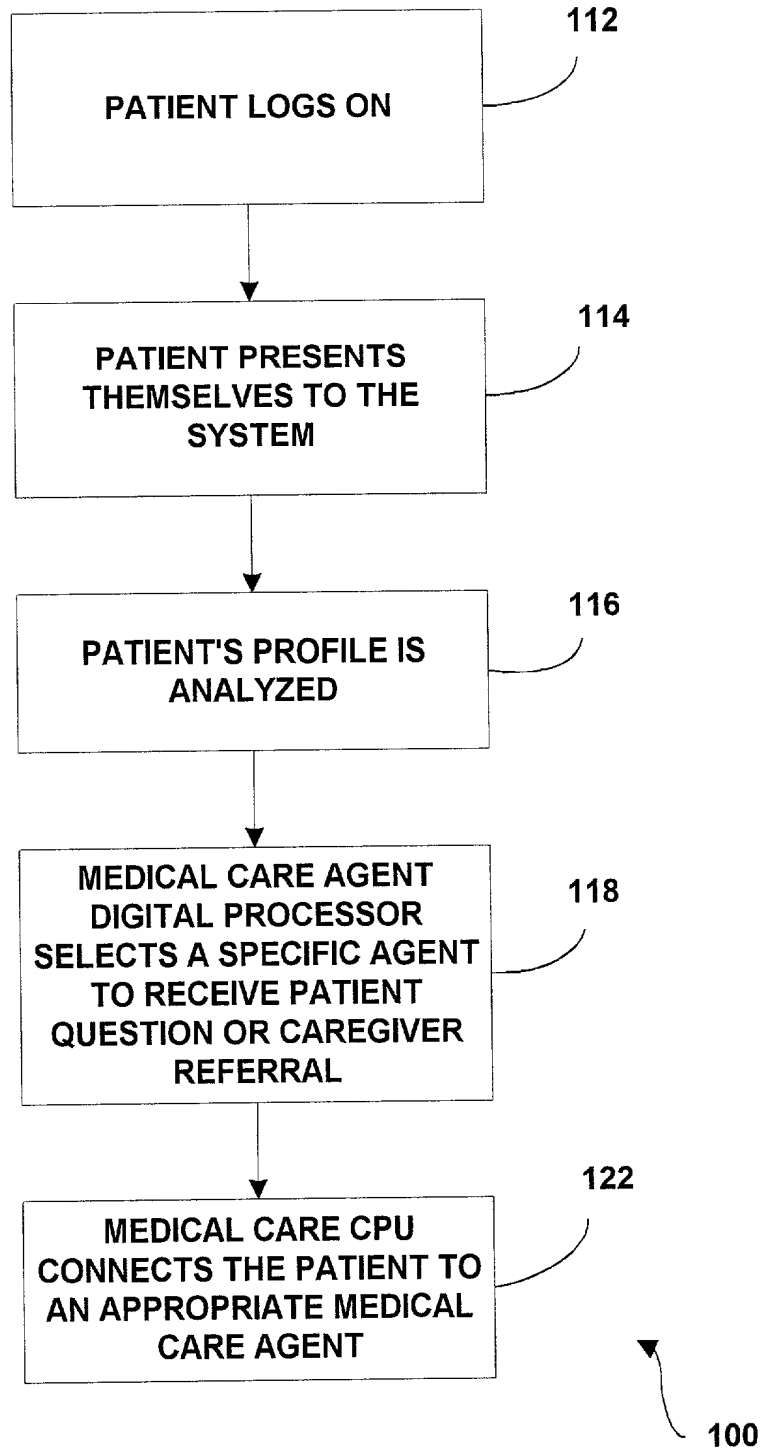 112
PATIENT LOGS ON
114
PATIENT PRESENTS
THEMSELVES TO THE
SYSTEM
116
PATIENT'S PROFILE IS
ANALYZED
118
MEDICAL CARE AGENT
DIGITAL PROCESSOR
SELECTS A SPECIFIC AGENT
TO RECEIVE PATIENT
QUESTION OR CAREGIVER
REFERRAL
122
MEDICAL CARE CPU
CONNECTS THE PATIENT TO
AN APPROPRIATE MEDICAL
CARE AGENT
100